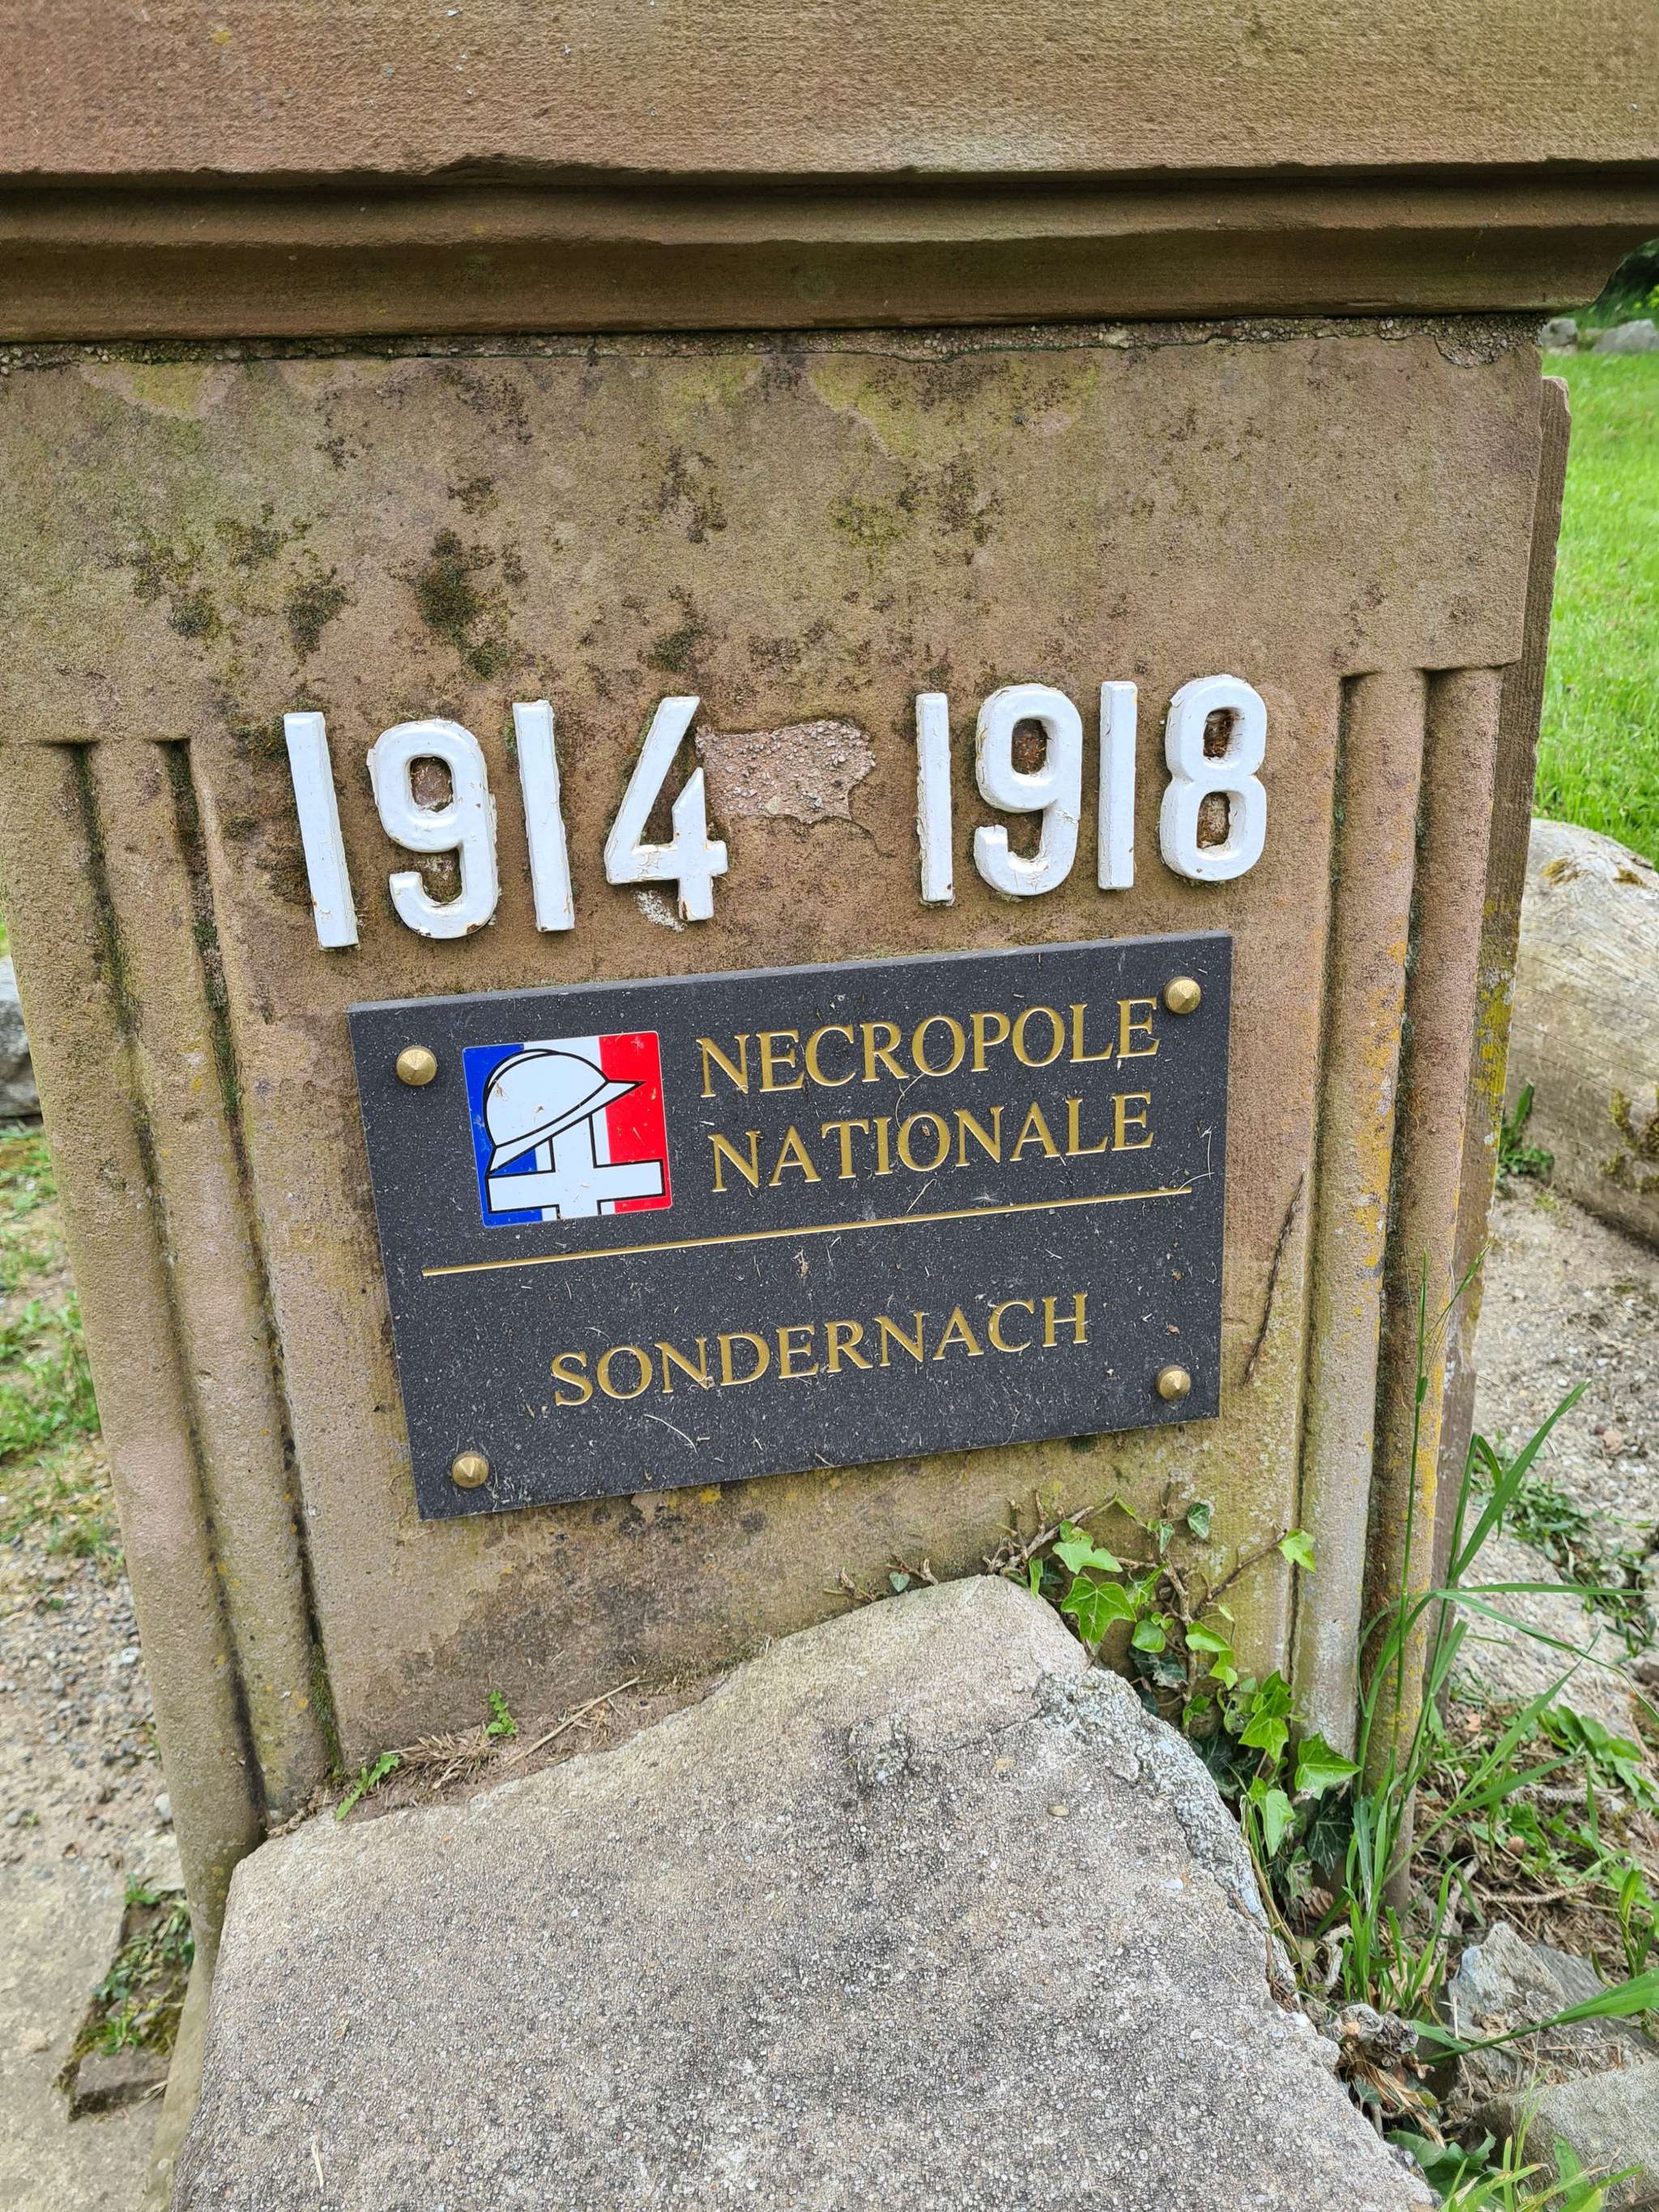 1914 1918
NECROPOLE
NATIONALE
SONDERNACH